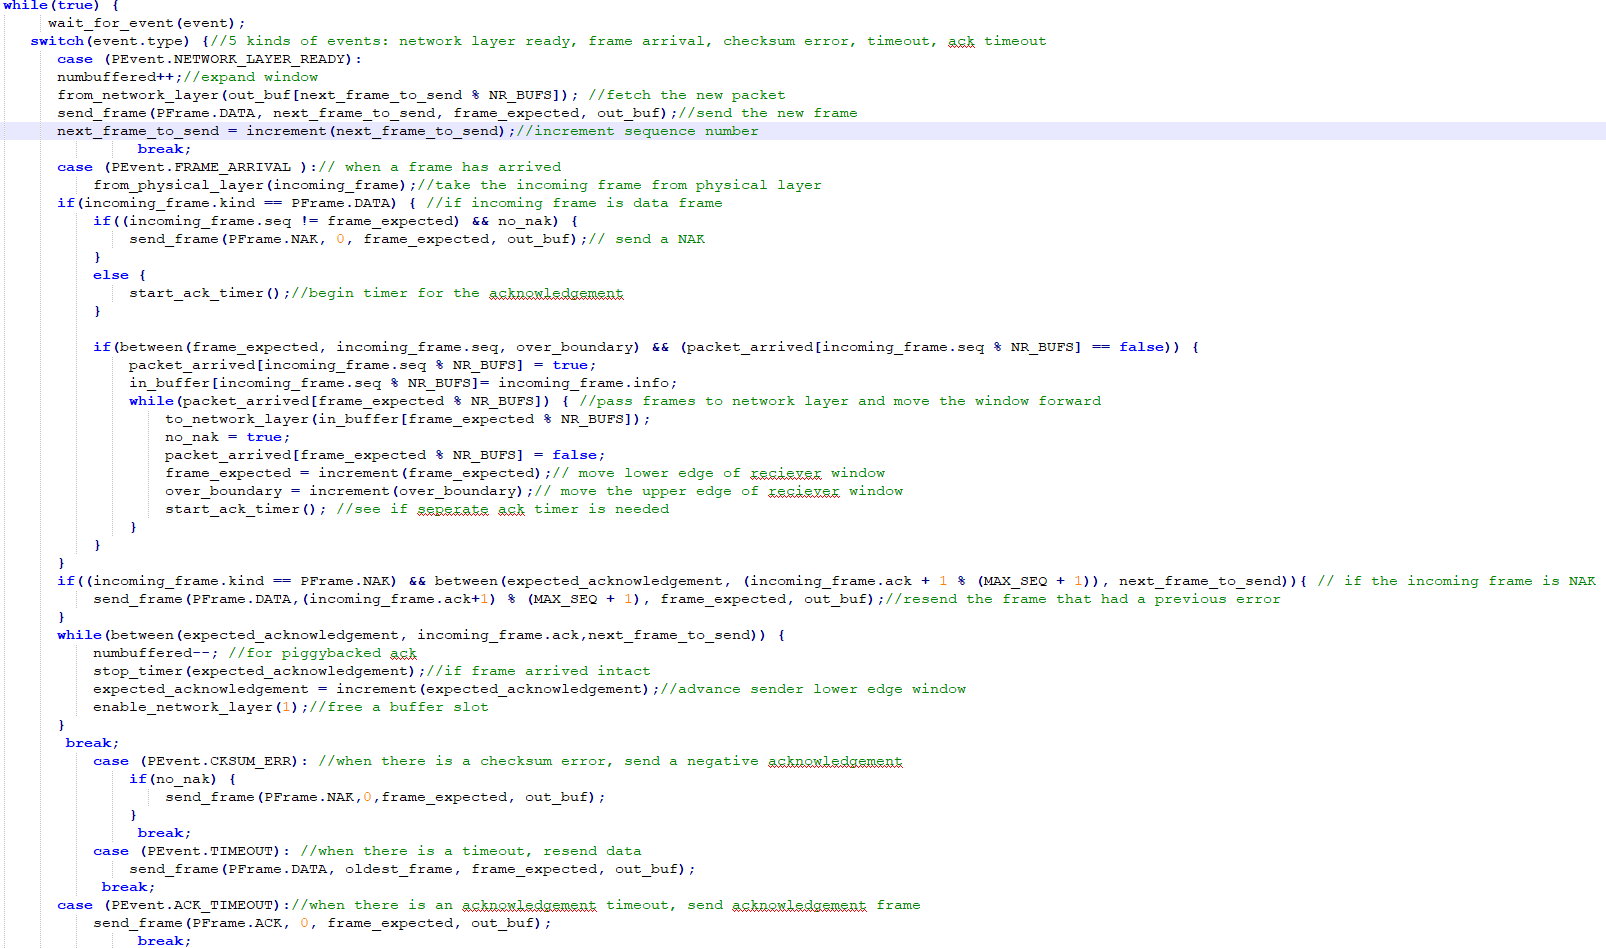 while(true) {
wait_for_event(event);
switch(event.type) {//5 kinds of events: network layer ready, frame arrival, checksum error, timeout, ack timeout
case (PEvent.NETWORK_LAYER_READY):
numbuffered++;//expand window
from_network_layer(out_buf[next_frame_to_send % NR_BUFS]); //fetch the new packet
send_frame(PFrame.DATA, next_frame_to_send, frame_expected, out_buf);//send the new frame
next_frame_to_send = increment(next_frame_to_send);//increment sequence number
break;
case (PEvent.FRAME_ARRIVAL ):// when a frame has arrived
from_physical_layer(incoming_frame);//take the incoming frame from physical layer
if(incoming_frame.kind == PFrame.DATA) { //if incoming frame is data frame
if((incoming_frame.seq != frame_expected) && no_nak) {
send_frame(PFrame.NAK, 0, frame_expected, out_buf);// send a NAK
}
else {
start_ack_timer();//begin timer for the acknowledgement
}
if(between(frame_expected, incoming_frame.seq, over_boundary) && (packet_arrived[incoming_frame.seq % NR_BUFS] == false)) {
packet_arrived[incoming_frame.seq % NR_BUFS] = true;
in_buffer[incoming_frame.seq % NR_BUFS]= incoming_frame.info;
while(packet_arrived[frame_expected % NR_BUFS]) { //pass frames to network layer and move the window forward
to_network_layer(in_buffer[frame_expected % NR_BUFS]);
no_nak = true;
packet_arrived[frame_expected % NR_BUFS] = false;
frame_expected = increment(frame_expected);// move lower edge of reciever window
over_boundary = increment(over_boundary);// move the upper edge of reciever window
start_ack_timer(); //see if seperate ack timer is needed
}
}
}
if((incoming_frame.kind == PFrame.NAK) && between(expected_acknowledgement, (incoming_frame.ack + 1 % (MAX_SEQ + 1)), next_frame_to_send)){ // if the incoming frame is NAK
send_frame(PFrame.DATA,(incoming_frame.ack+1) % (MAX_SEQ + 1), frame_expected, out_buf);//resend the frame that had a previous error
}
while(between(expected_acknowledgement, incoming_frame.ack,next_frame_to_send)) {
numbuffered--; //for piggybacked ack
stop_timer(expected_acknowledgement);//if frame arrived intact
expected_acknowledgement = increment(expected_acknowledgement);//advance sender lower edge window
enable_network_layer(1);//free a buffer slot
}
break;
case (PEvent.CKSUM_ERR): //when there is a checksum error, send a negative acknowledgement
if(no_nak) {
send_frame(PFrame.NAK,0,frame_expected, out_buf);
}
break;
case (PEvent.TIMEOUT): //when there is a timeout, resend data
send_frame(PFrame.DATA, oldest_frame, frame_expected, out_buf);
break;
case (PEvent.ACK_TIMEOUT)://when there is an acknowledgement timeout, send acknowledgement frame
send_frame(PFrame.ACK, 0, frame_expected, out_buf);
break;